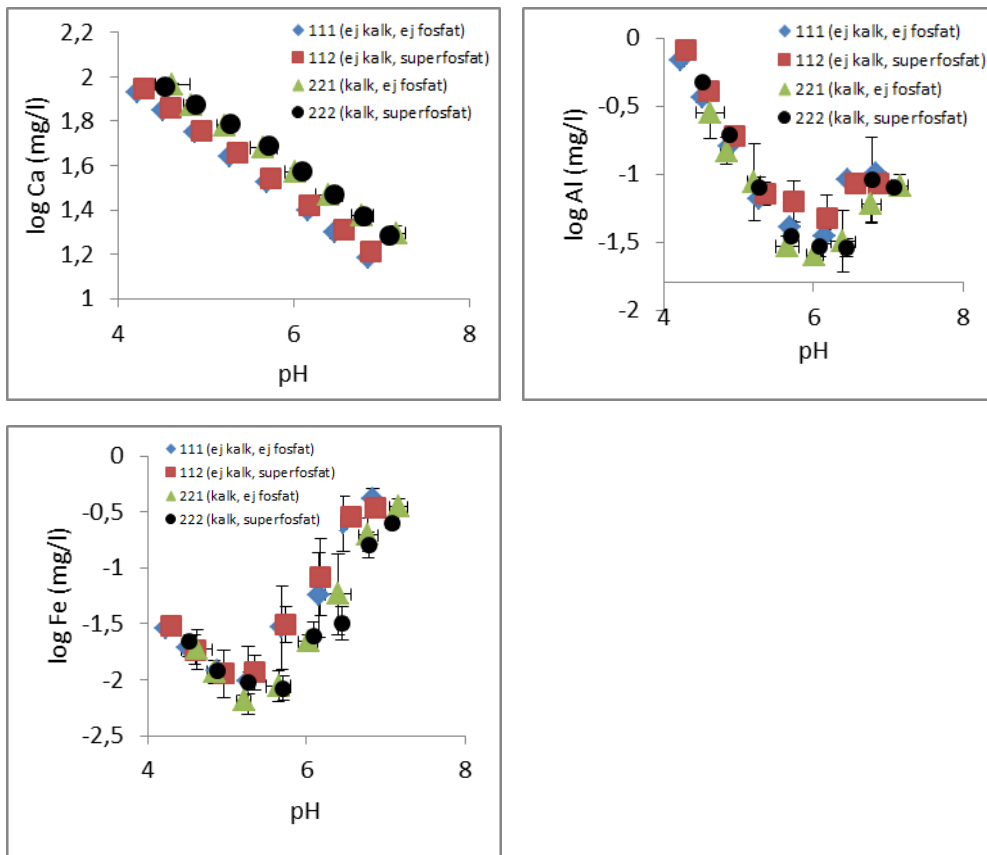 2,2
2
1,8
1,6
1,4
1,2
1
4
6
8
log Ca (mg/l)
pH
111 (ej kalk, ej fosfat)
112 (ej kalk, superfosfat)
221 (kalk, ej fosfat)
222 (kalk, superfosfat)
0
-0,5
-1
-1,5
-2
4
6
8
log Al (mg/l)
pH
111 (ej kalk, ej fosfat)
112 (ej kalk, superfosfat)
221 (kalk, ej fosfat)
222 (kalk, superfosfat)
0
-0,5
-1
-1,5
-2
-2,5
4
6
8
log Fe (mg/l)
pH
111 (ej kalk, ej fosfat)
112 (ej kalk, superfosfat)
221 (kalk, ej fosfat)
222 (kalk, superfosfat)